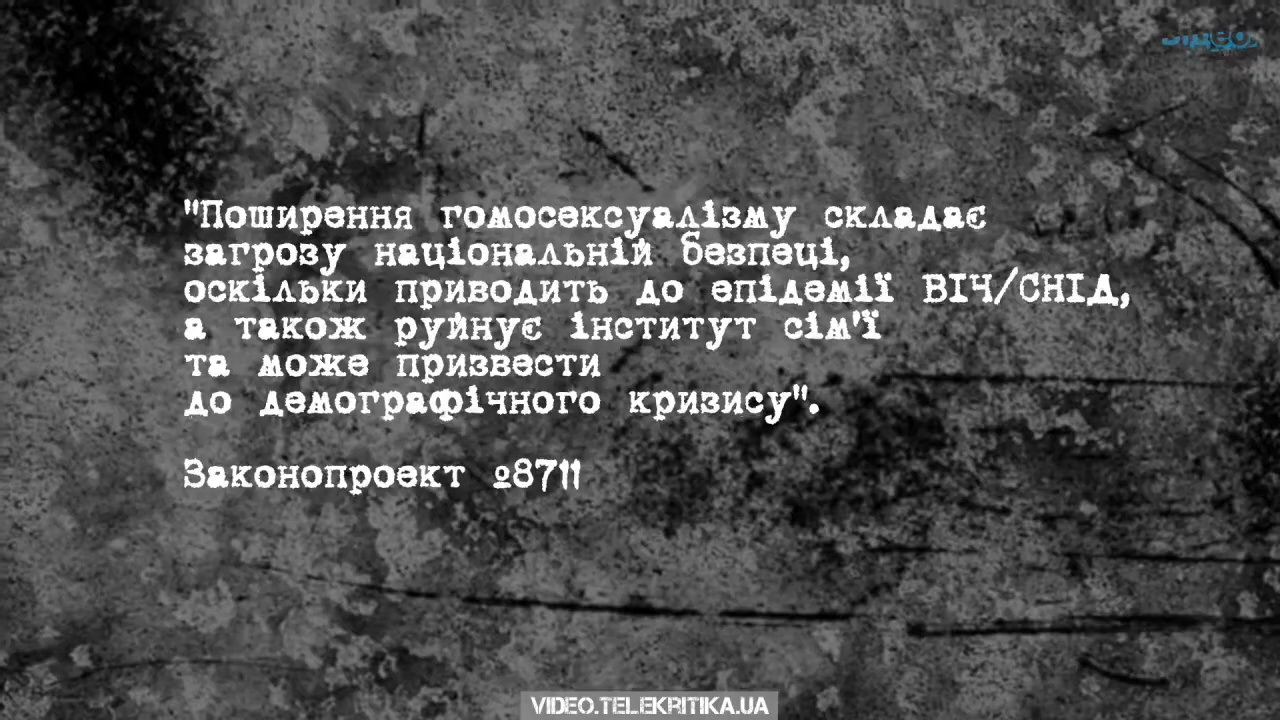 "Поширення гомосексуалізму складає
загрозу національній безпеці,
оскільки приводить до епідемії ВІЧ/СНІД,
а також руйнує інститут сім'ї
та може призвести
до демографічного кризису".
Законопроект º8711
VIDEO.TELEKRITIKA.UA